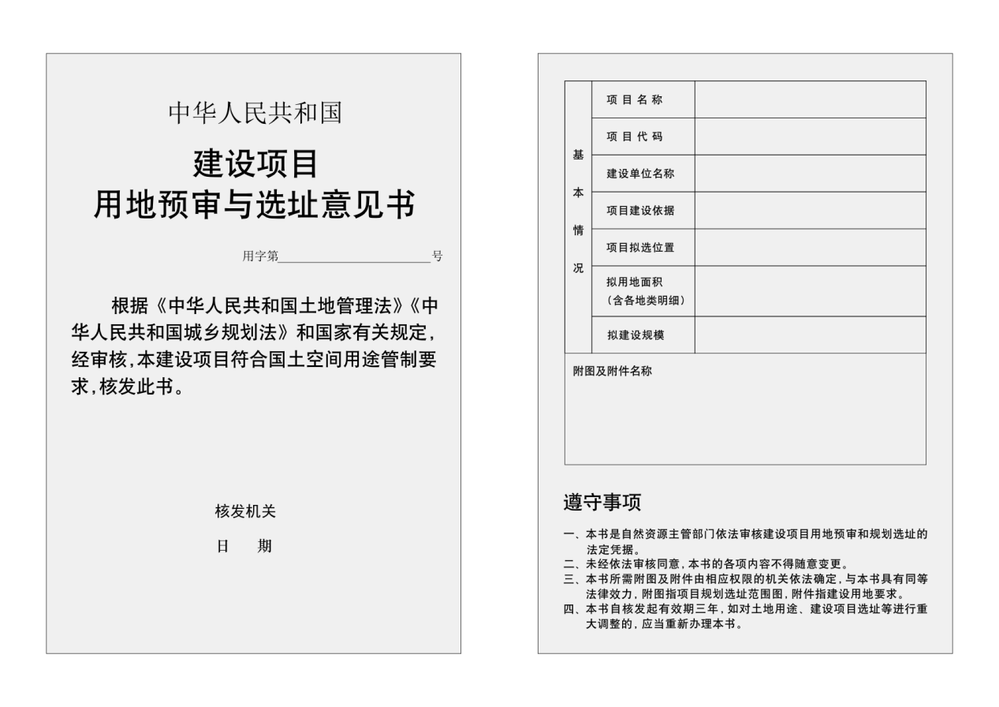 中华人民共和国
建设项目
用地预审与选址意见书
用字第____________________号
根据《中华人民共和国土地管理法》《中
华人民共和国城乡规划法》和国家有关规定,
经审核,本建设项目符合国土空间用途管制要
求,核发此书。
核发机关
日 期
基本情况
项目名称
项目代码
建设单位名称
项目建设依据
项目拟选位置
拟用地面积
（含各地类明细）
拟建设规模
附图及附件名称
遵守事项
一、本书是自然资源主管部门依法审核建设项目用地预审和规划选址的
法定凭据。
二、未经依法审核同意,本书的各项内容不得随意变更。
三、本书所需附图及附件由相应权限的机关依法确定,与本书具有同等
法律效力,附图指项目规划选址范围图,附件指建设用地要求。
四、本书自核发起有效期三年,如对土地用途、建设项目选址等进行重
大调整的,应当重新办理本书。